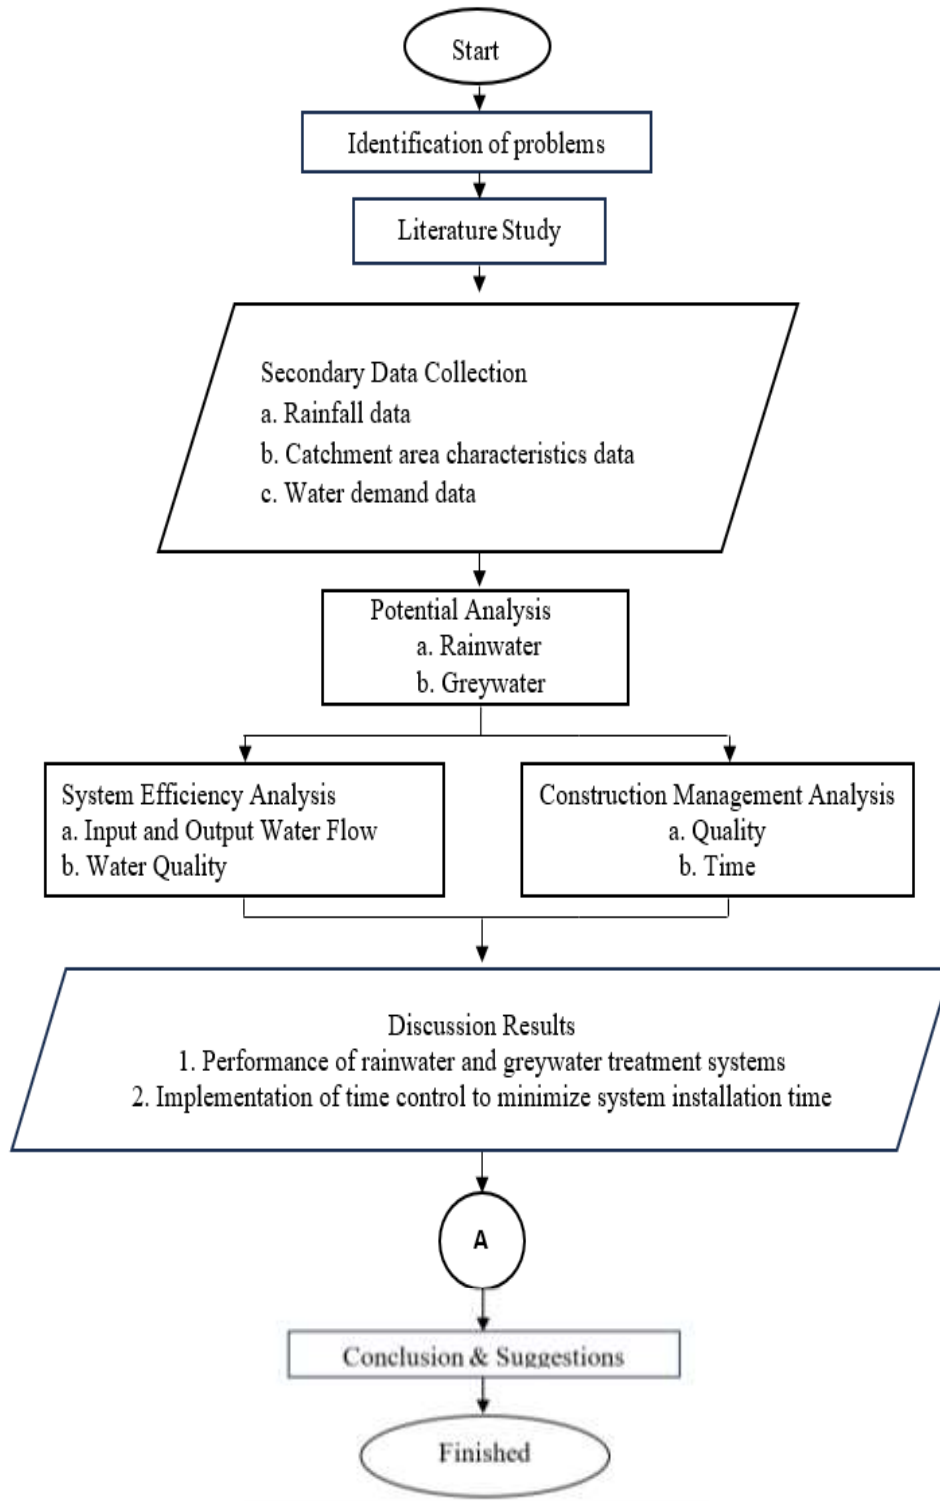 Start
Identification of problems
Literature Study
Secondary Data Collection
a. Rainfall data
b. Catchment area characteristics data
c. Water demand data
Potential Analysis
a. Rainwater
b. Greywater
System Efficiency Analysis
a. Input and Output Water Flow
b. Water Quality
Construction Management Analysis
a. Quality
b. Time
Discussion Results
1. Performance of rainwater and greywater treatment systems
2. Implementation of time control to minimize system installation time
A
Conclusion & Suggestions
Finished